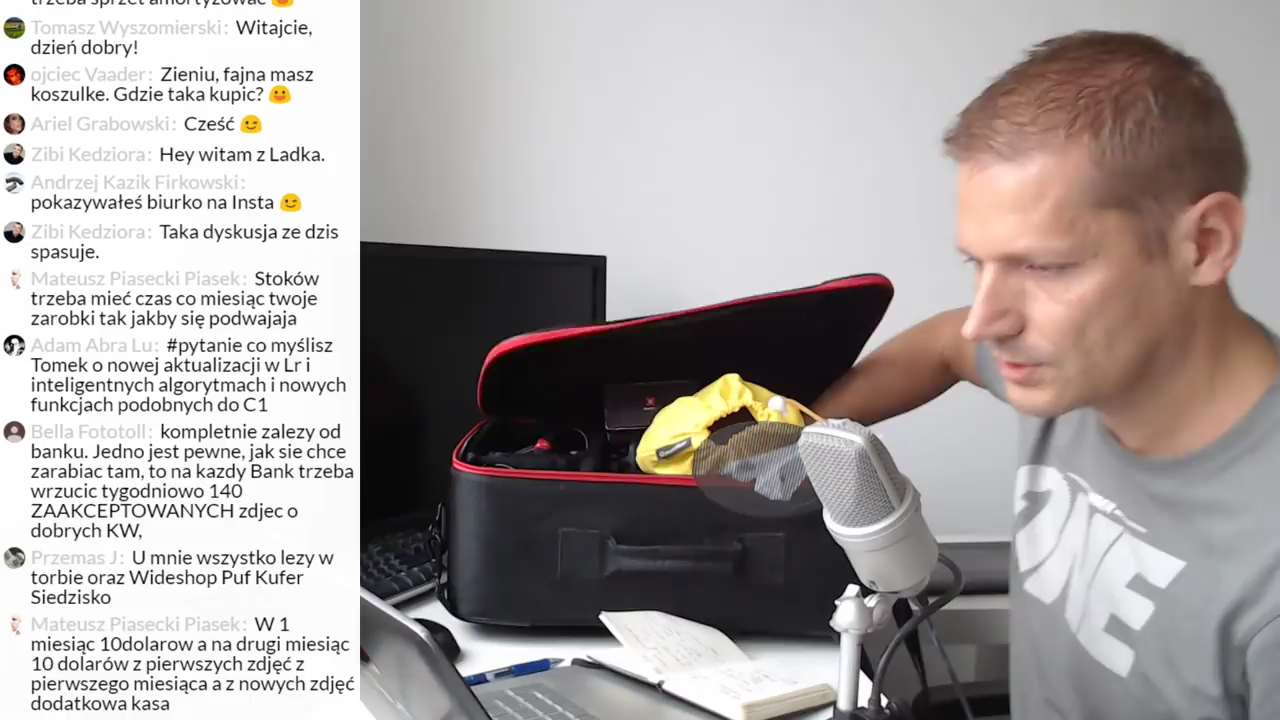 trzeba sprzęt amortyzować 😀
Tomasz Wyszomierski: Witajcie,
dzień dobry!
ojciec Vaader: Zieniu, fajna masz
koszulke. Gdzie taka kupic? 😀
Ariel Grabowski: Cześć 😉
Zibi Kedziora: Hey witam z Ladka.
Andrzej Kazik Firkowski:
pokazywałeś biurko na Insta 😉
Zibi Kedziora: Taka dyskusja ze dzis
spasuje.
Mateusz Piasecki Piasek: Stoków
trzeba mieć czas co miesiąc twoje
zarobki tak jakby się podwajaja
Adam Abra Lu: #pytanie co myślisz
Tomek o nowej aktualizacji w Lr i
inteligentnych algorytmach i nowych
funkcjach podobnych do C1
Bella Fototoll: kompletnie zalezy od
banku. Jedno jest pewne, jak sie chce
zarabiac tam, to na kazdy Bank trzeba
wrzucic tygodniowo 140
ZAAKCEPTOWANYCH zdjec o
dobrych KW,
Przemas J: U mnie wszystko lezy w
torbie oraz Wideshop Puf Kufer
Siedzisko
Mateusz Piasecki Piasek: W 1
miesiąc 10dolarow a na drugi miesiąc
10 dolarów z pierwszych zdjęć z
pierwszego miesiąca a z nowych zdjęć
dodatkowa kasa
ONE